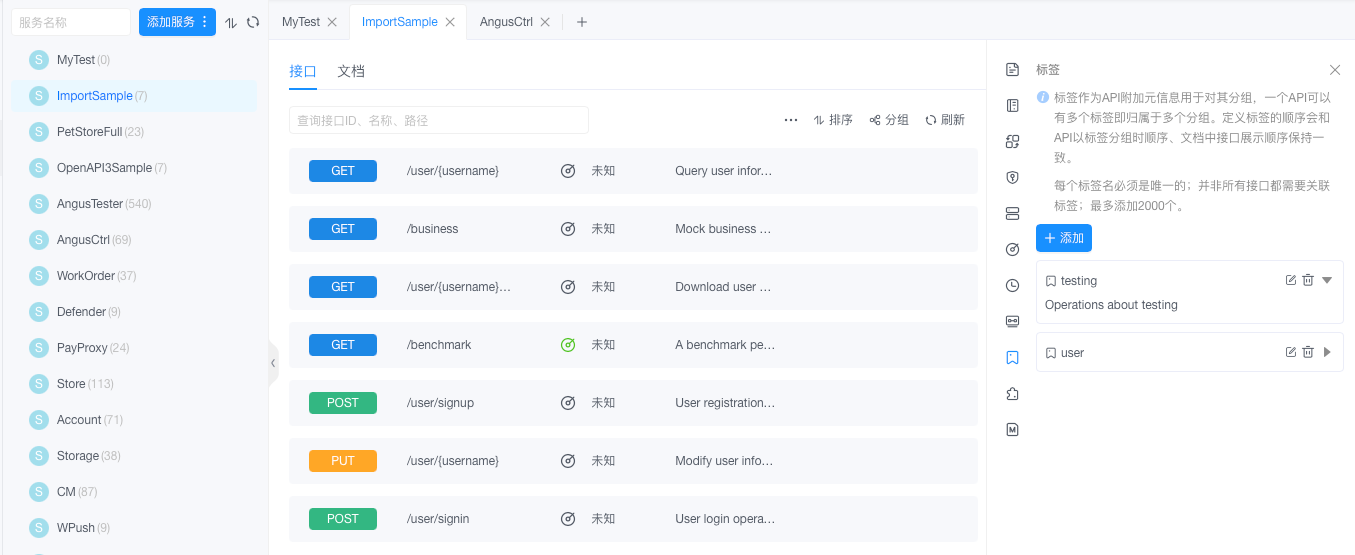 服务名称
添加服务
S MyTest (0)
S ImportSample (7)
S PetStoreFull (23)
S OpenAPI3Sample (7)
S AngusTester (540)
S AngusCtrl (69)
S WorkOrder (37)
S Defender (9)
S PayProxy (24)
S Store (113)
S Account (71)
S Storage (38)
S CM (87)
S WPush (9)
MyTest
ImportSample
AngusCtrl
接口 文档
查询接口ID、名称、路径
排序 分组 刷新
GET /user/{username} 未知 Query user infor...
GET /business 未知 Mock business ...
GET /user/{username}... 未知 Download user ...
GET /benchmark 未知 A benchmark pe...
POST /user/signup 未知 User registration...
PUT /user/{username} 未知 Modify user info...
POST /user/signin 未知 User login opera...
标签
标签作为API附加元信息用于对其分组，一个API可以
有多个标签即归属于多个分组。定义标签的顺序会和
API以标签分组时顺序、文档中接口展示顺序保持一
致。
每个标签名必须是唯一的；并非所有接口都需要关联
标签；最多添加2000个。
添加
testing
Operations about testing
user
M